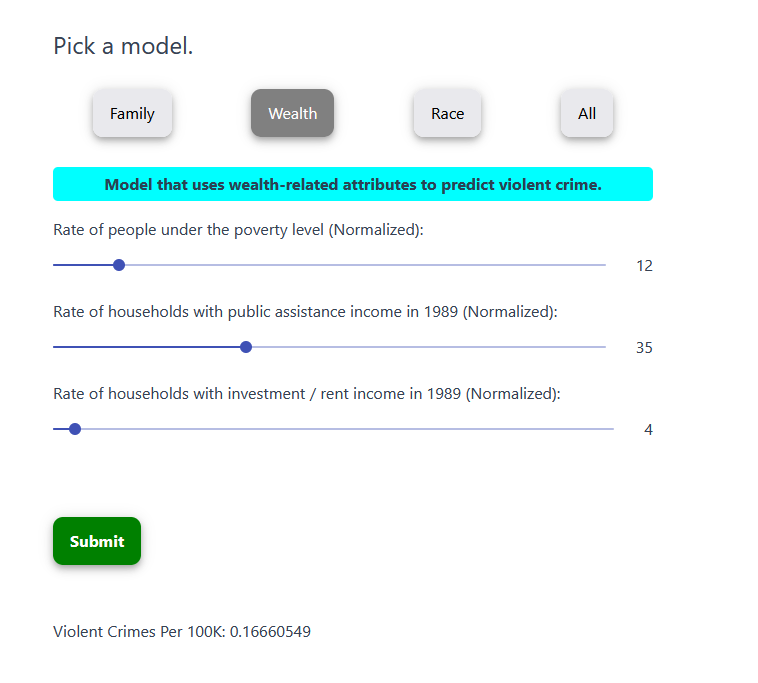 Pick a model.
Family Wealth Race All
Model that uses wealth-related attributes to predict violent crime.
Rate of people under the poverty level (Normalized):
12
Rate of households with public assistance income in 1989 (Normalized):
35
Rate of households with investment / rent income in 1989 (Normalized):
4
Submit
Violent Crimes Per 100K: 0.16660549